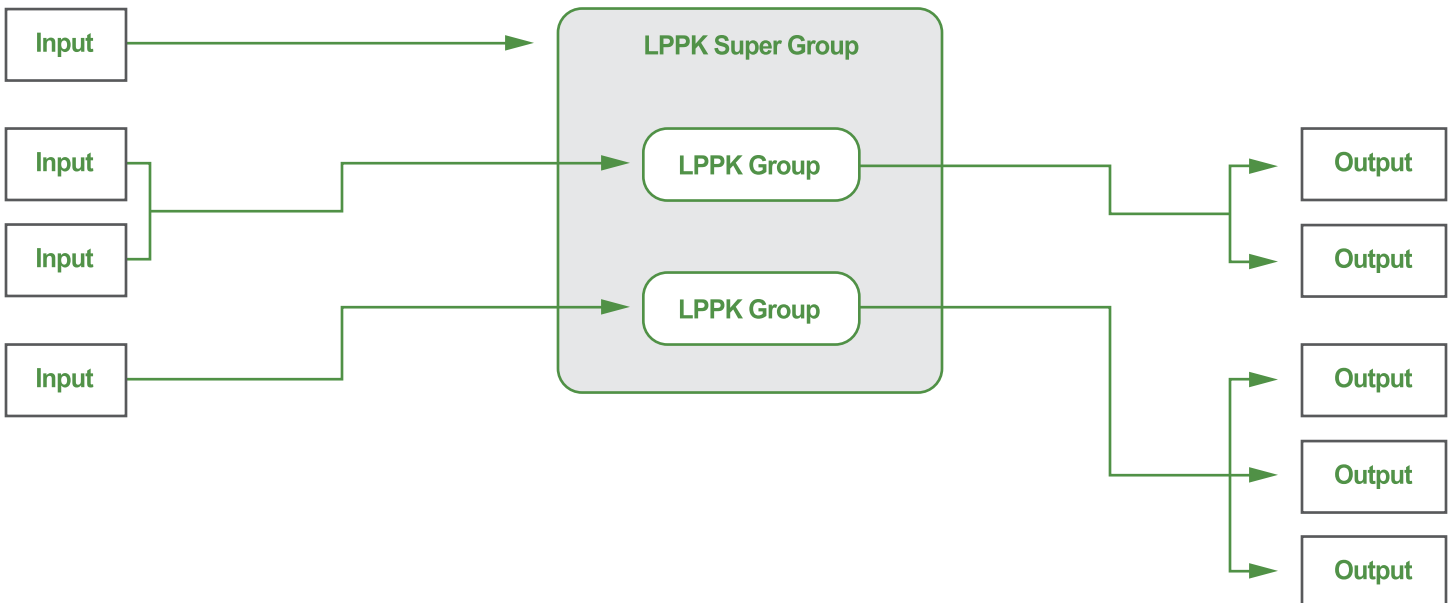 Input
LPPK Super Group
Input
LPPK Group
Output
Input
Output
LPPK Group
Input
Output
Output
Output